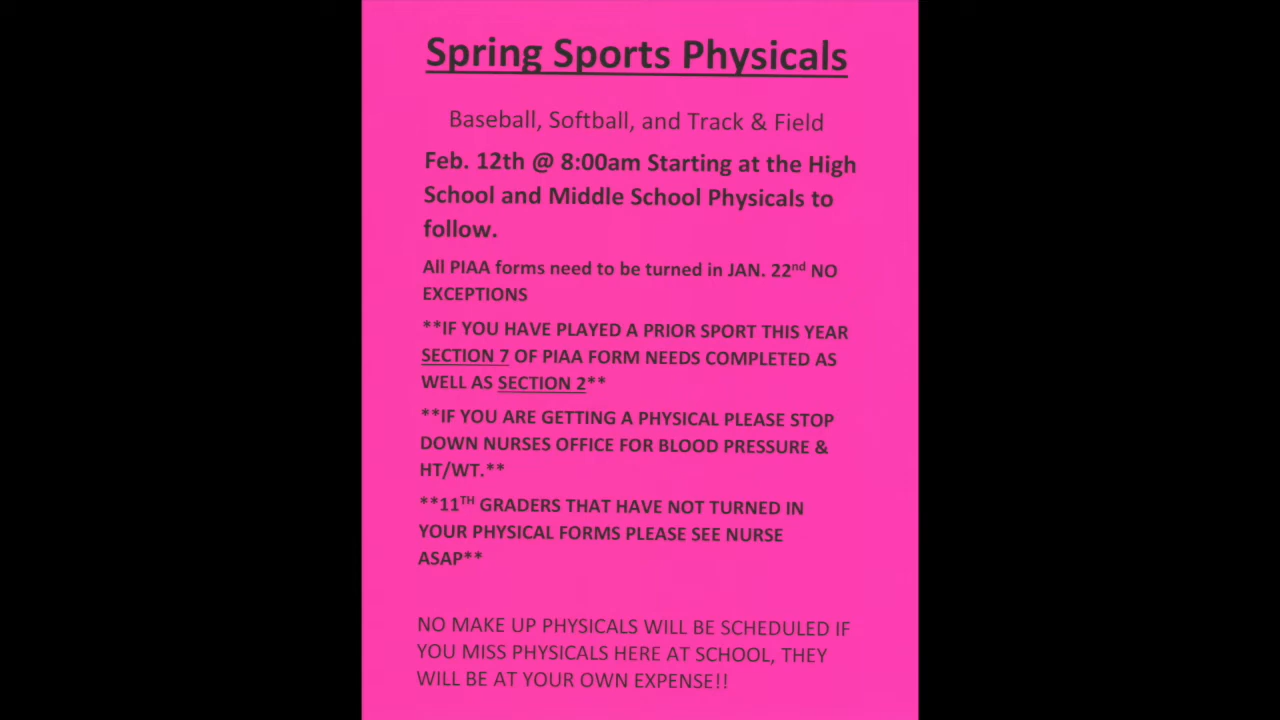 Spring Sports Physicals
Baseball, Softball, and Track & Field
Feb. 12th @ 8:00am Starting at the High
School and Middle School Physicals to
follow.
All PIAA forms need to be turned in JAN. 22nd NO
EXCEPTIONS
**IF YOU HAVE PLAYED A PRIOR SPORT THIS YEAR
SECTION 7 OF PIAA FORM NEEDS COMPLETED AS
WELL AS SECTION 2**
**IF YOU ARE GETTING A PHYSICAL PLEASE STOP
DOWN NURSES OFFICE FOR BLOOD PRESSURE &
HT/WT.**
**11TH GRADERS THAT HAVE NOT TURNED IN
YOUR PHYSICAL FORMS PLEASE SEE NURSE
ASAP**
NO MAKE UP PHYSICALS WILL BE SCHEDULED IF
YOU MISS PHYSICALS HERE AT SCHOOL, THEY
WILL BE AT YOUR OWN EXPENSE!!